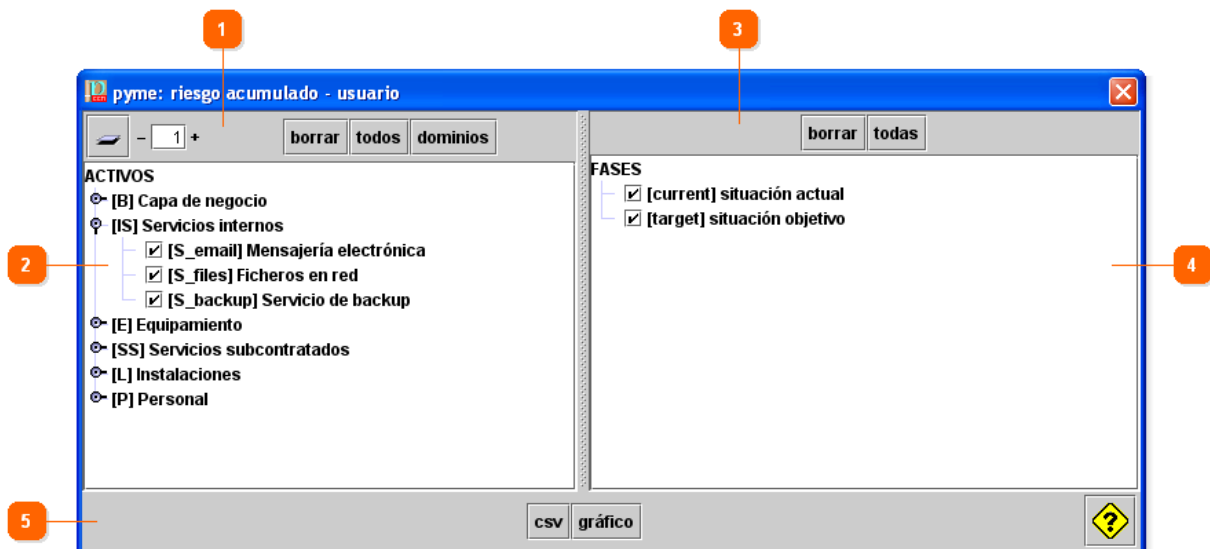 1
3
pyme: riesgo acumulado - usuario
- 1 + borrar todos dominios
borrar todas
ACTIVOS
[B] Capa de negocio
[IS] Servicios internos
[S_email] Mensajería electrónica
[S_files] Ficheros en red
[S_backup] Servicio de backup
[E] Equipamiento
[SS] Servicios subcontratados
[L] Instalaciones
[P] Personal
FASES
[current] situación actual
[target] situación objetivo
2
4
5
csv gráfico
?